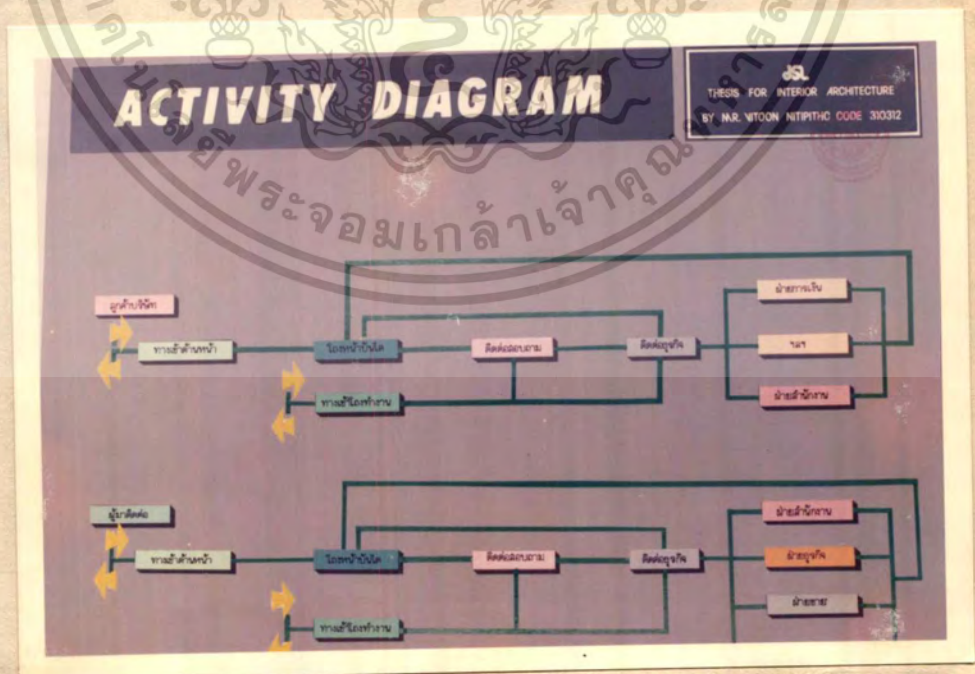 ACTIVITY DIAGRAM
THESIS FOR INTERIOR ARCHITECTURE
BY MR. VITOON NITIPITHC CODE 310312
พระจอมเกล้าเจ้าคุณทหาร
ลูกค้าบริษัท
ทางเข้าด้านหน้า
โถงหน้าบันได
ติดต่อสอบถาม
ติดต่อธุรกิจ
ฝ่ายการเงิน
ฯลฯ
ฝ่ายสำนักงาน
ทางเข้าห้องทำงาน
ผู้มาติดต่อ
ทางเข้าด้านหน้า
โถงหน้าบันได
ติดต่อสอบถาม
ติดต่อธุรกิจ
ฝ่ายสำนักงาน
ฝ่ายธุรกิจ
ฝ่ายขาย
ทางเข้าห้องทำงาน